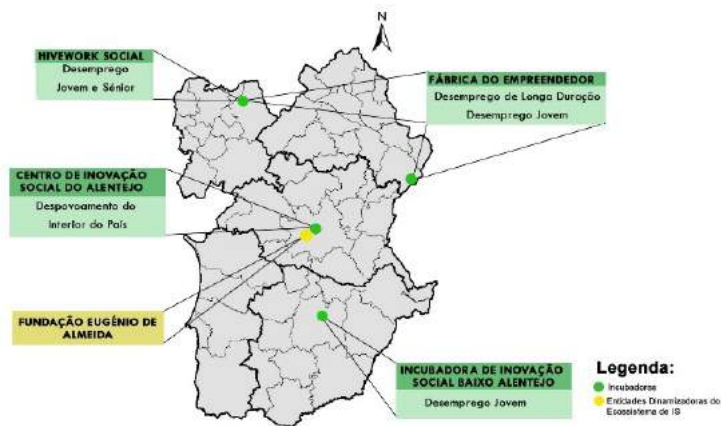 N
HIVEWORK SOCIAL
Desemprego
Jovem e Sénior
FÁBRICA DO EMPREENDEDOR
Desemprego de Longa Duração
Desemprego Jovem
CENTRO DE INOVAÇÃO
SOCIAL DO ALENTEJO
Despovoamento do
Interior do País
FUNDAÇÃO EUGÉNIO DE
ALMEIDA
INCUBADORA DE INOVAÇÃO
SOCIAL BAIXO ALENTEJO
Desemprego Jovem
Legenda:
Incubadoras
Entidades Dinamizadoras do
Ecossistema de IS